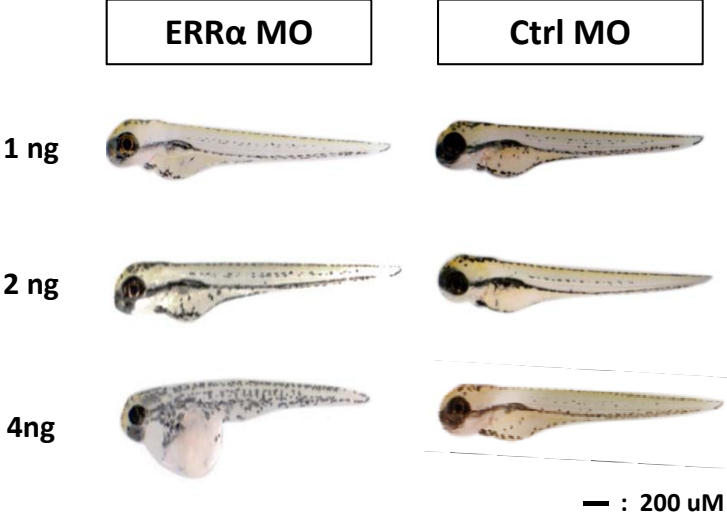 ERRα MO
Ctrl MO
1 ng
2 ng
4ng
: 200 uM